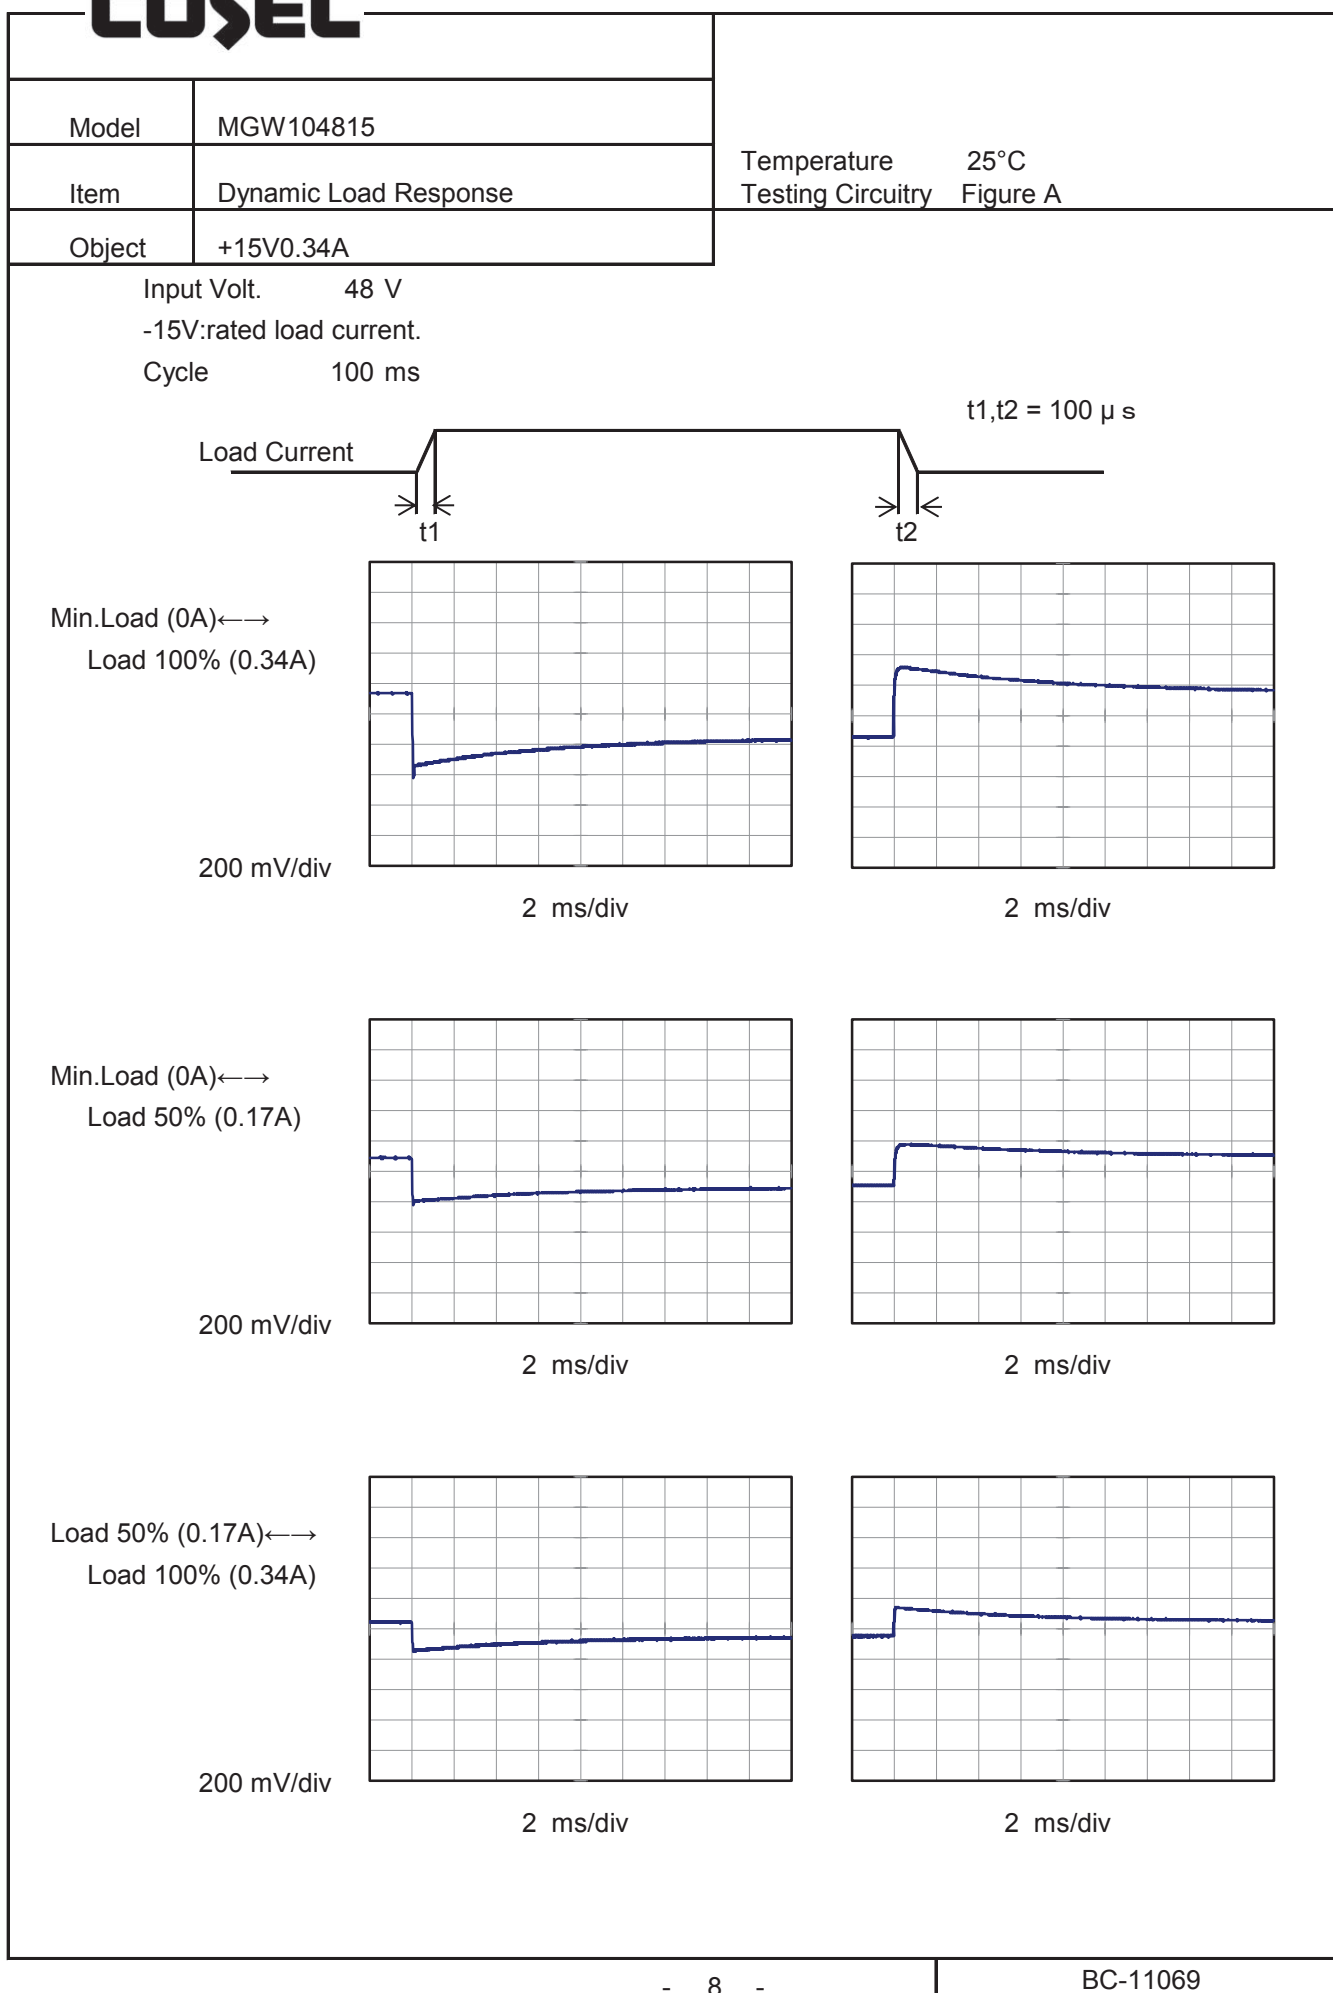 COSEL
Model MGW104815
Item Dynamic Load Response
Object +15V0.34A
Temperature 25°C
Testing Circuitry Figure A
Input Volt. 48 V
-15V:rated load current.
Cycle 100 ms
t1,t2 = 100 μ s
Load Current
t1 t2
Min.Load (0A)←→
Load 100% (0.34A)
200 mV/div
2 ms/div 2 ms/div
Min.Load (0A)←→
Load 50% (0.17A)
200 mV/div
2 ms/div 2 ms/div
Load 50% (0.17A)←→
Load 100% (0.34A)
200 mV/div
2 ms/div 2 ms/div
- 8 -
BC-11069